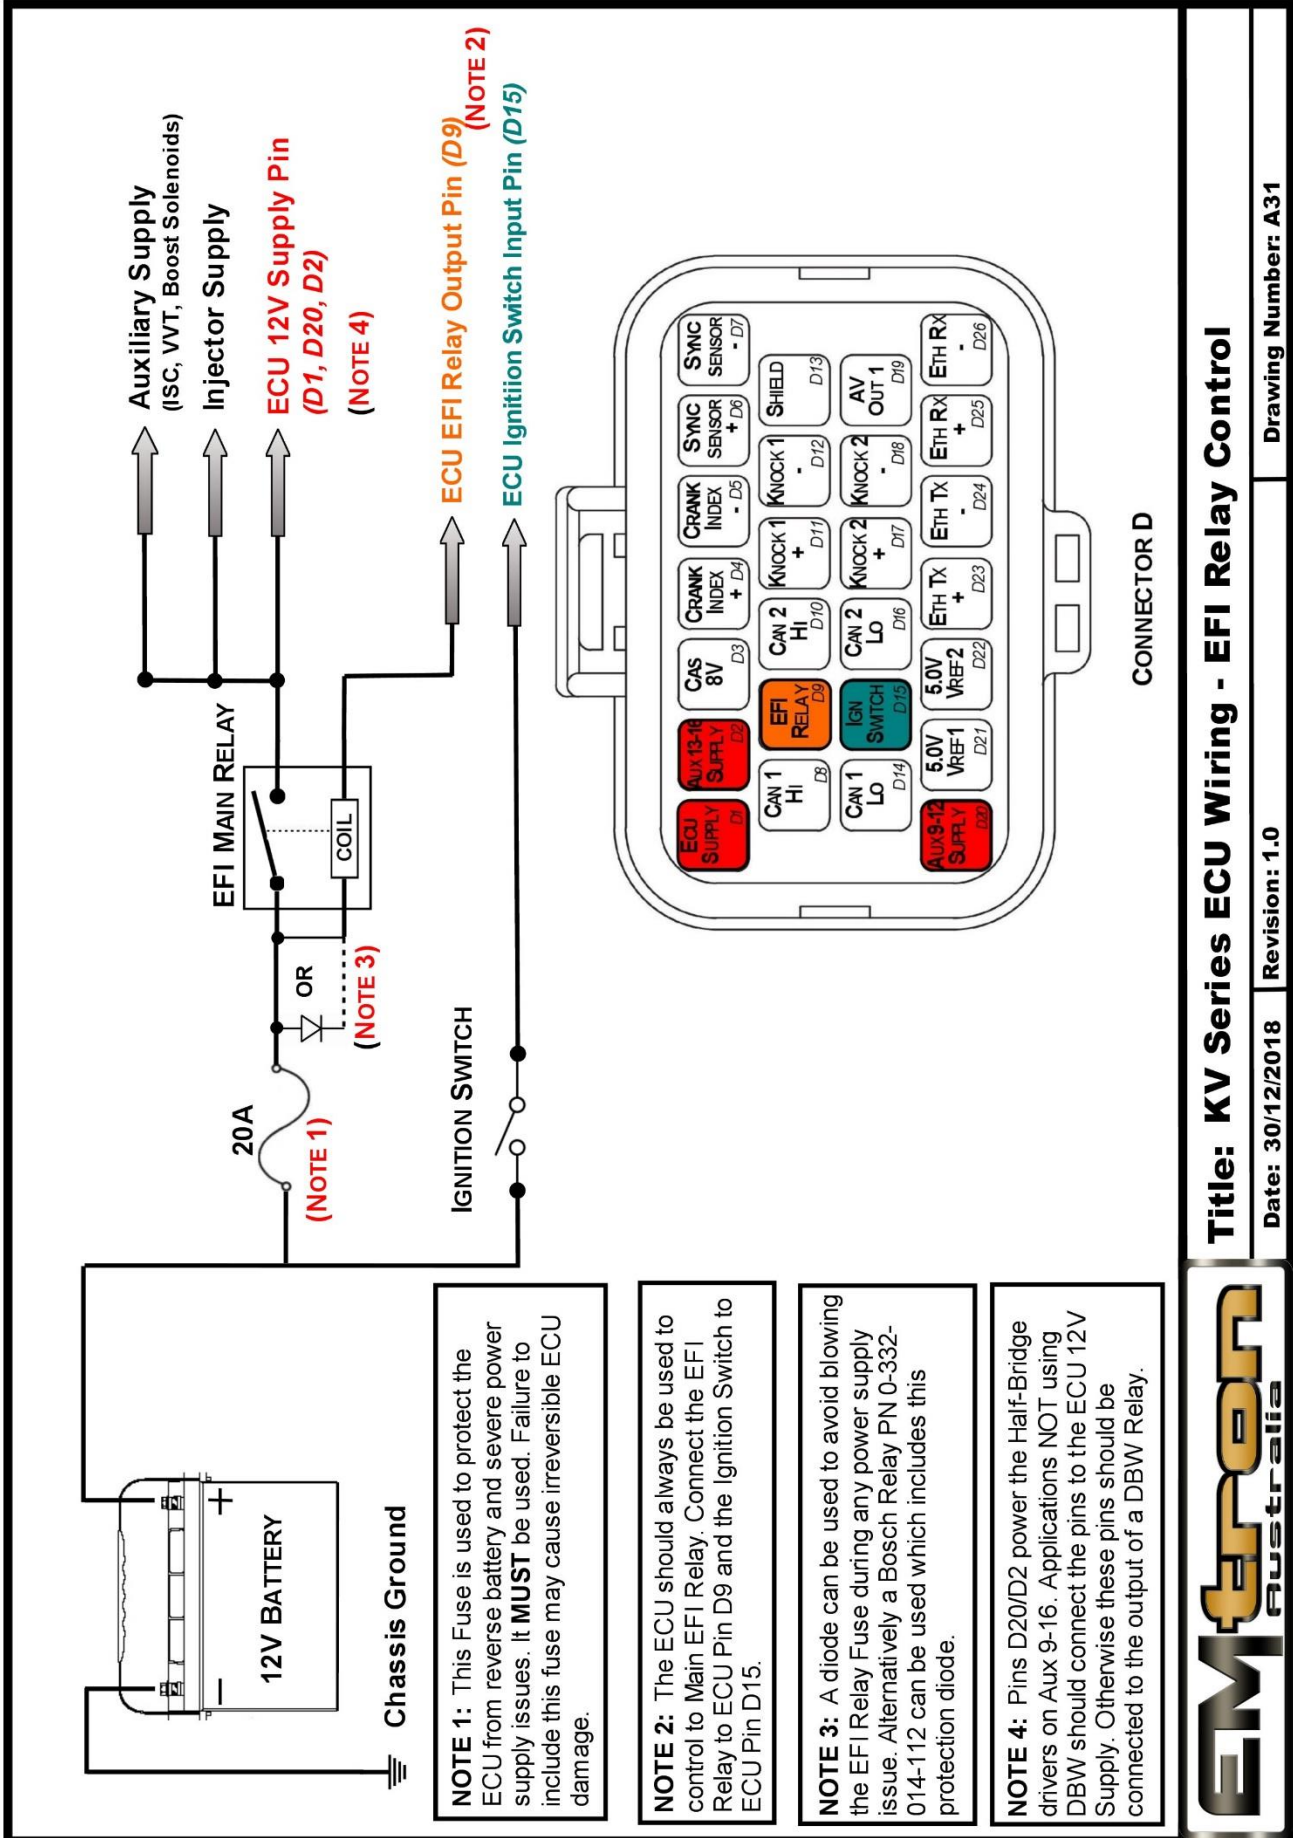 Auxiliary Supply
(ISC, VVT, Boost Solenoids)
Injector Supply
ECU 12V Supply Pin
(D1, D20, D2)
(NOTE 4)
ECU EFI Relay Output Pin (D9)
(NOTE 2)
ECU Ignitiion Switch Input Pin (D15)
EFI MAIN RELAY
COIL
OR
(NOTE 3)
20A
(NOTE 1)
IGNITION SWITCH
12V BATTERY
+
-
Chassis Ground
NOTE 1: This Fuse is used to protect the
ECU from reverse battery and severe power
supply issues. It MUST be used. Failure to
include this fuse may cause irreversible ECU
damage.
NOTE 2: The ECU should always be used to
control to Main EFI Relay. Connect the EFI
Relay to ECU Pin D9 and the Ignition Switch to
ECU Pin D15.
NOTE 3: A diode can be used to avoid blowing
the EFI Relay Fuse during any power supply
issue. Alternatively a Bosch Relay PN 0-332-
014-112 can be used which includes this
protection diode.
NOTE 4: Pins D20/D2 power the Half-Bridge
drivers on Aux 9-16. Applications NOT using
DBW should connect the pins to the ECU 12V
Supply. Otherwise these pins should be
connected to the output of a DBW Relay.
ECU
SUPPLY
D1
AUX 13-16
SUPPLY
D2
CAS
8V
D3
CRANK
INDEX
+ D4
CRANK
INDEX
- D5
SYNC
SENSOR
+ D6
SYNC
SENSOR
- D7
CAN 1
HI
D8
EFI
RELAY
D9
CAN 2
HI
D10
KNOCK 1
+
D11
KNOCK 1
-
D12
SHIELD
D13
CAN 1
LO
D14
IGN
SWITCH
D15
CAN 2
LO
D16
KNOCK 2
+
D17
KNOCK 2
-
D18
AV
OUT 1
D19
AUX9-12
SUPPLY
D20
5.0V
VREF1
D21
5.0V
VREF2
D22
ETH TX
+
D23
ETH TX
-
D24
ETH RX
+
D25
ETH RX
-
D26
CONNECTOR D
EMtron
Australia
Title: KV Series ECU Wiring - EFI Relay Control
Date: 30/12/2018
Revision: 1.0
Drawing Number: A31